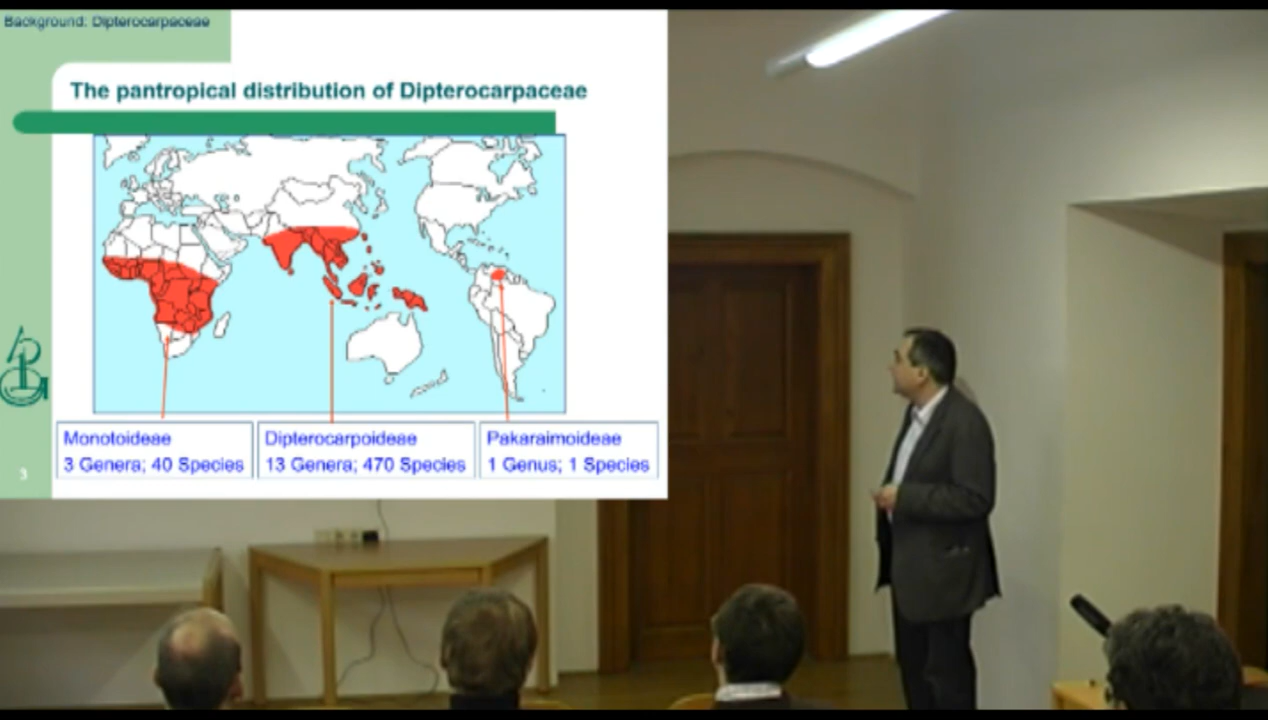 Background: Dipterocarpaceae
The pantropical distribution of Dipterocarpaceae
Monotoideae
3 Genera; 40 Species
Dipterocarpoideae
13 Genera; 470 Species
Pakaraimoideae
1 Genus; 1 Species
3